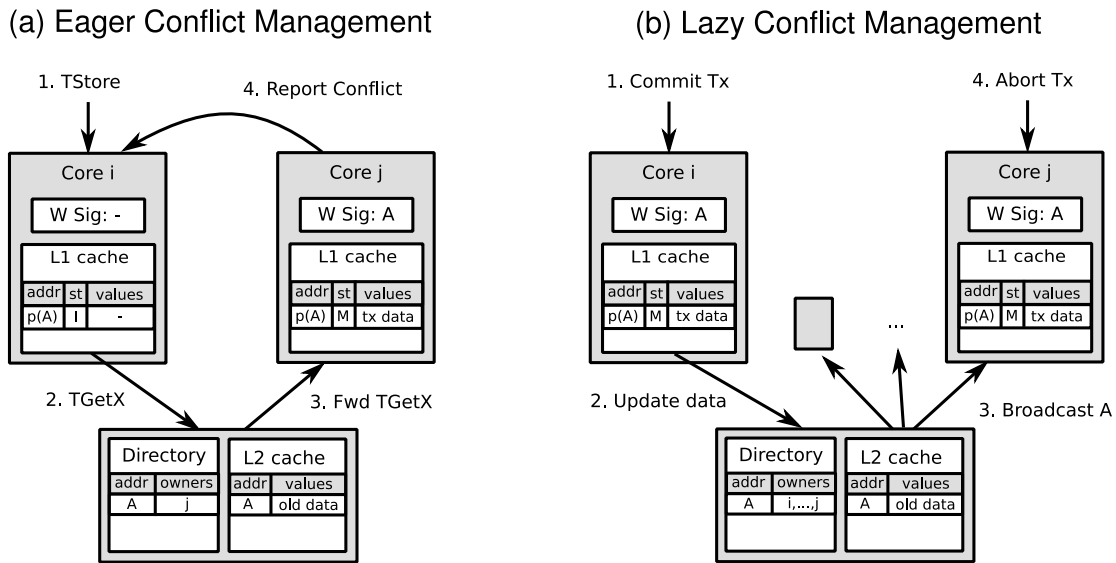 (a) Eager Conflict Management
1. TStore
4. Report Conflict
Core i
W Sig: -
L1 cache
addr st values
p(A) I -
Core j
W Sig: A
L1 cache
addr st values
p(A) M tx data
2. TGetX
3. Fwd TGetX
Directory
addr owners
A j
L2 cache
addr values
A old data
(b) Lazy Conflict Management
1. Commit Tx
4. Abort Tx
Core i
W Sig: A
L1 cache
addr st values
p(A) M tx data
...
Core j
W Sig: A
L1 cache
addr st values
p(A) M tx data
2. Update data
3. Broadcast A
Directory
addr owners
A i,...,j
L2 cache
addr values
A old data